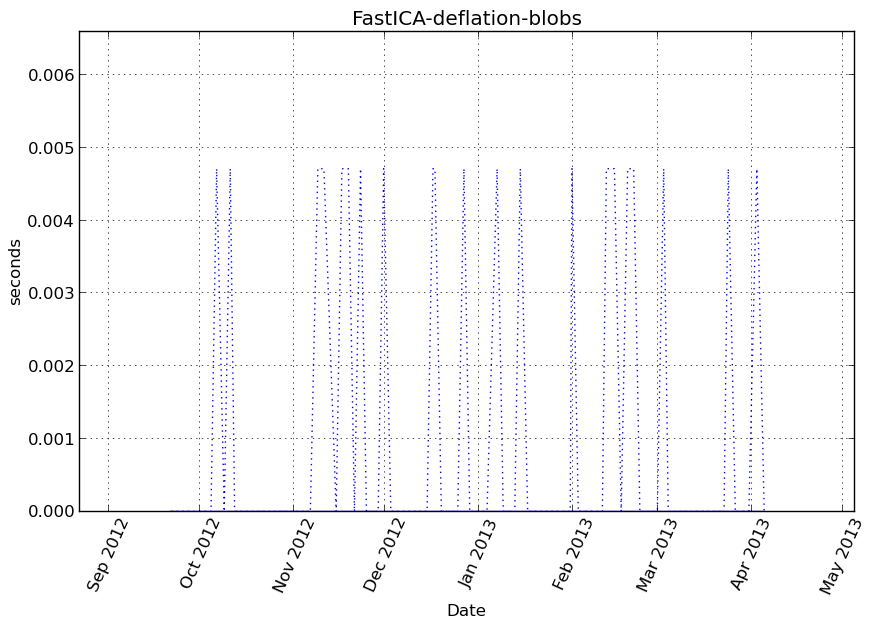 FastICA-deflation-blobs
0.006
0.005
0.004
0.003
0.002
0.001
0.000
seconds
Sep 2012
Oct 2012
Nov 2012
Dec 2012
Jan 2013
Feb 2013
Mar 2013
Apr 2013
May 2013
Date